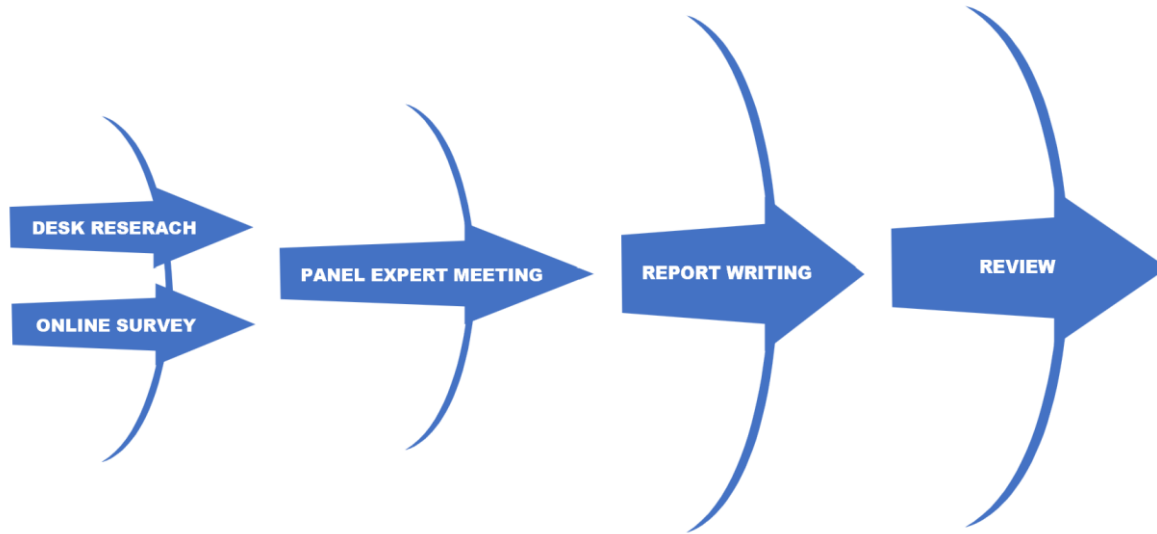 DESK RESERACH
ONLINE SURVEY
PANEL EXPERT MEETING
REPORT WRITING
REVIEW